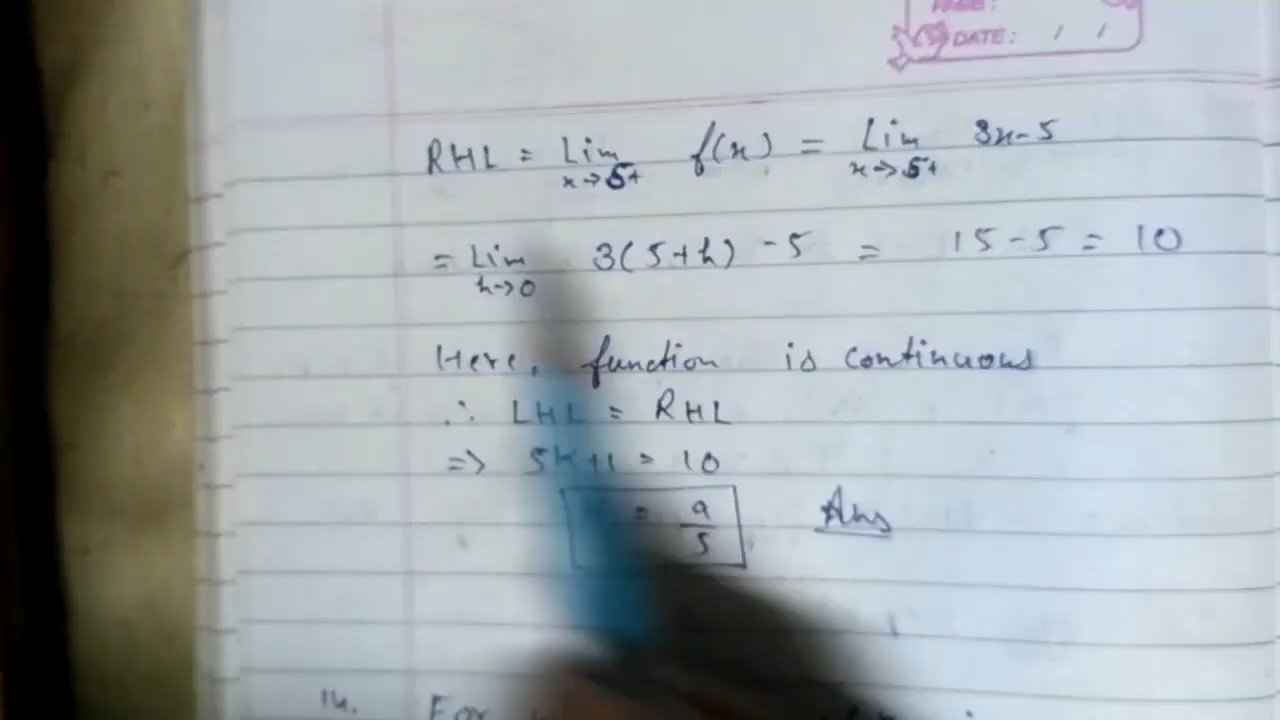 DATE: / /
RHL = Lim f(x) = Lim 3x-5
x→5+ x→5+
= Lim 3(5+h) -5 = 15-5 = 10
h→0
Here, function is continuous
∴ LHL = RHL
=> 5k+1 = 10
= 9/5 Ans
14. For